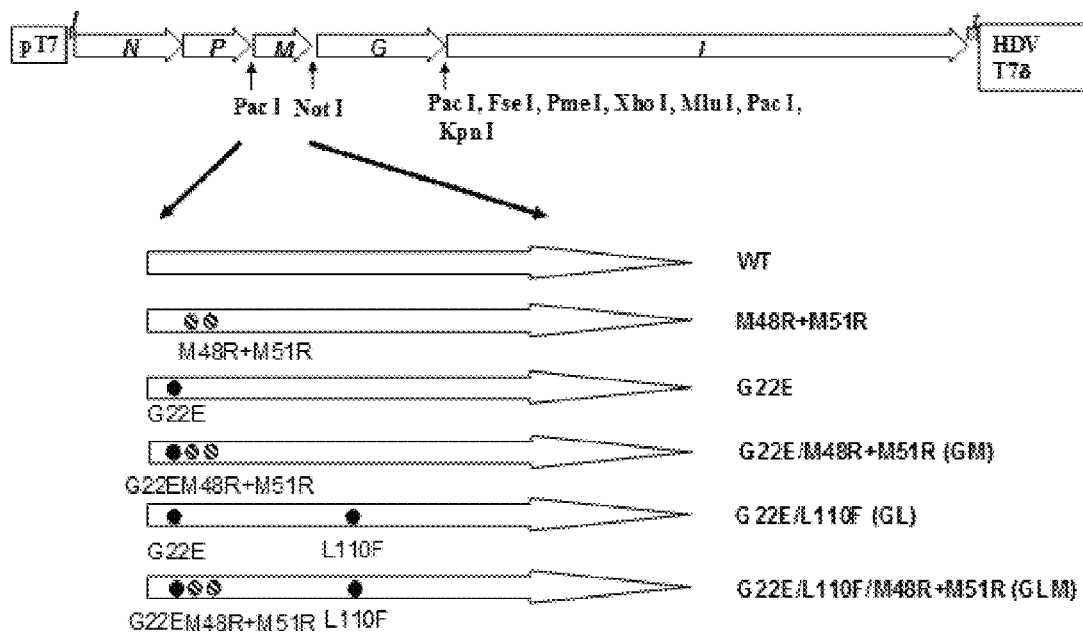 pT7
N P M G L
HDV
T7δ
Pac I
Not I
Pac I, Fse I, Pme I, Xho I, Mlu I, Pac I,
Kpn I
WT
M48R+M51R
M48R+M51R
G22E
G22E
G22E/M48R+M51R (GM)
G22EM48R+M51R
G22E/L110F (GL)
G22E L110F
G22E/L110F/M48R+M51R (GLM)
G22EM48R+M51R L110F